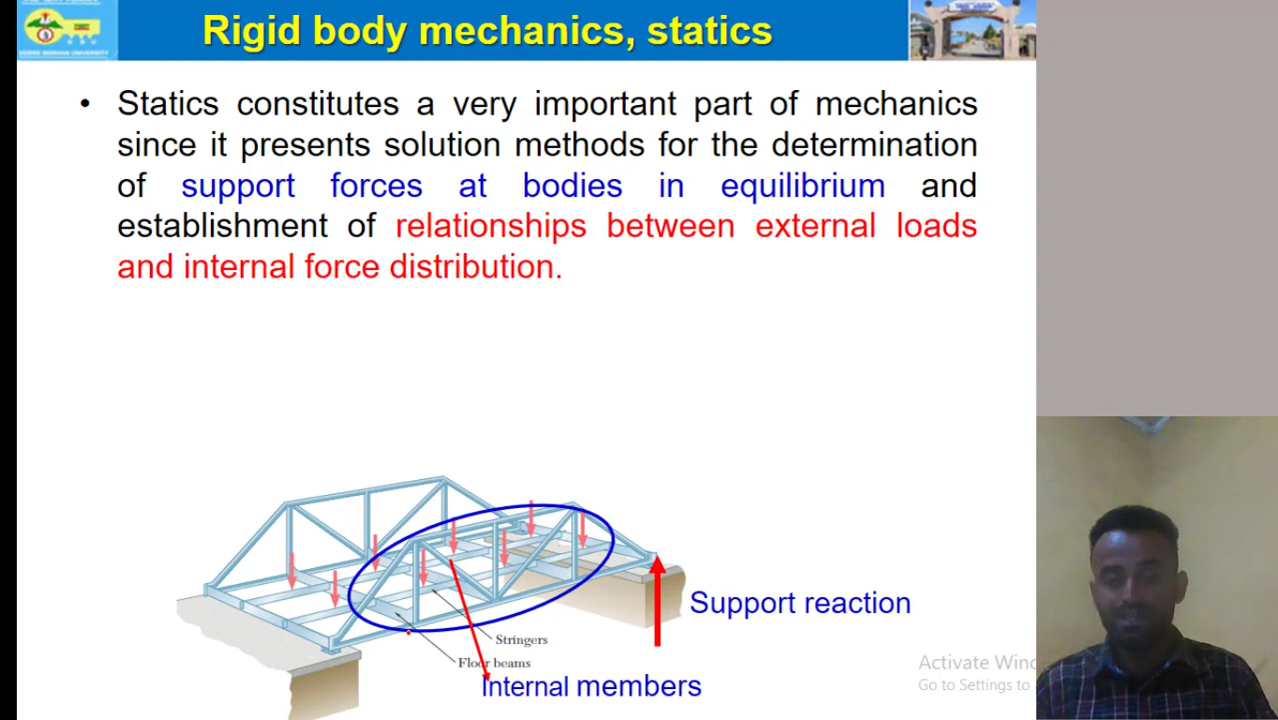 Rigid body mechanics, statics
• Statics constitutes a very important part of mechanics
since it presents solution methods for the determination
of support forces at bodies in equilibrium and
establishment of relationships between external loads
and internal force distribution.
Support reaction
Stringers
Floor beams
Internal members
Activate Wind
Go to Settings to